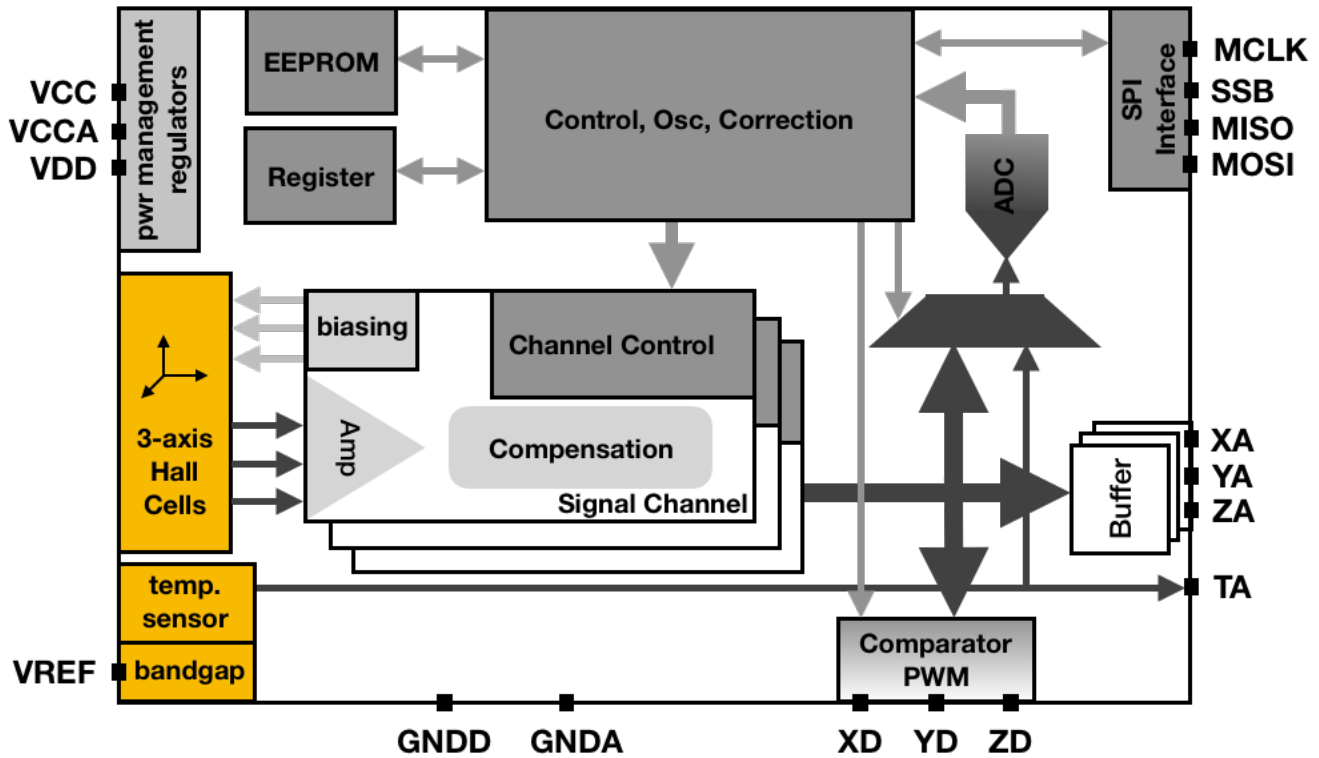 pwr management
regulators
EEPROM
Control, Osc, Correction
SPI
Interface
MCLK
SSB
MISO
MOSI
VCC
VCCA
VDD
Register
ADC
biasing
Channel Control
3-axis
Hall
Cells
Amp
Compensation
Signal Channel
Buffer
XA
YA
ZA
temp.
sensor
TA
bandgap
VREF
Comparator
PWM
GNDD
GNDA
XD
YD
ZD